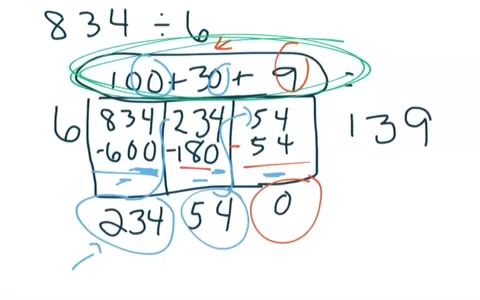 834 ÷ 6
100 + 30 + 9 =
6 834 234 54 139
-600 -180 -54
234 54 0